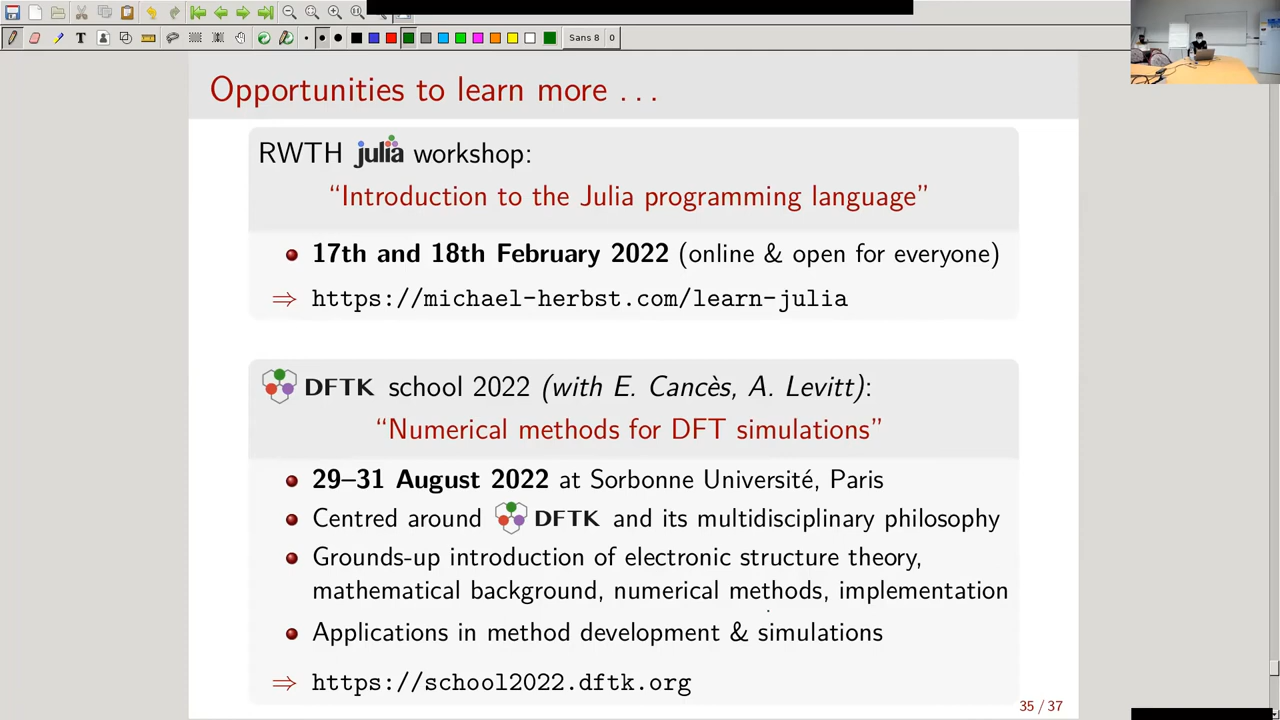 T
Sans 8
0
Opportunities to learn more ...
RWTH julia workshop:
“Introduction to the Julia programming language”
17th and 18th February 2022 (online & open for everyone)
⇒ https://michael-herbst.com/learn-julia
DFTK school 2022 (with E. Cancès, A. Levitt):
“Numerical methods for DFT simulations”
29–31 August 2022 at Sorbonne Université, Paris
Centred around DFTK and its multidisciplinary philosophy
Grounds-up introduction of electronic structure theory,
mathematical background, numerical methods, implementation
Applications in method development & simulations
⇒ https://school2022.dftk.org
35 / 37